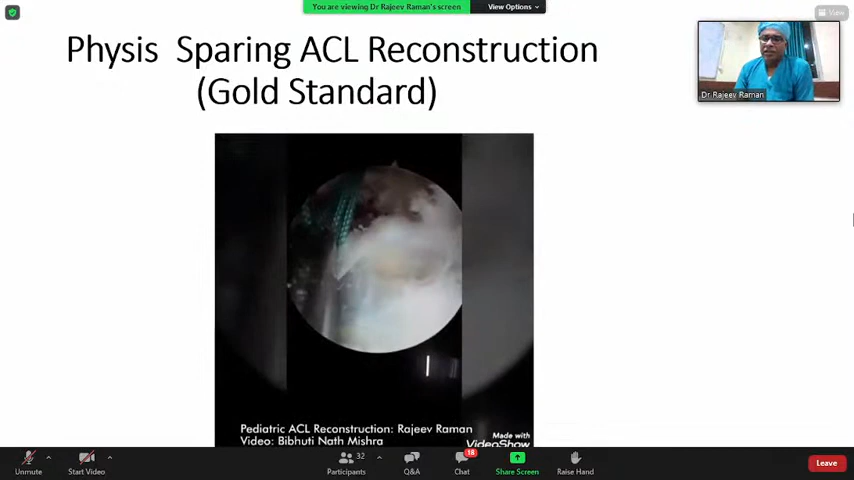 You are viewing Dr Rajeev Raman's screen
View Options
View
Physis Sparing ACL Reconstruction
(Gold Standard)
Dr Rajeev Raman
Pediatric ACL Reconstruction: Rajeev Raman
Video: Bibhuti Nath Mishra
Made with
VideoShow
Unmute
Start Video
32
Participants
Q&A
18
Chat
Share Screen
Raise Hand
Leave